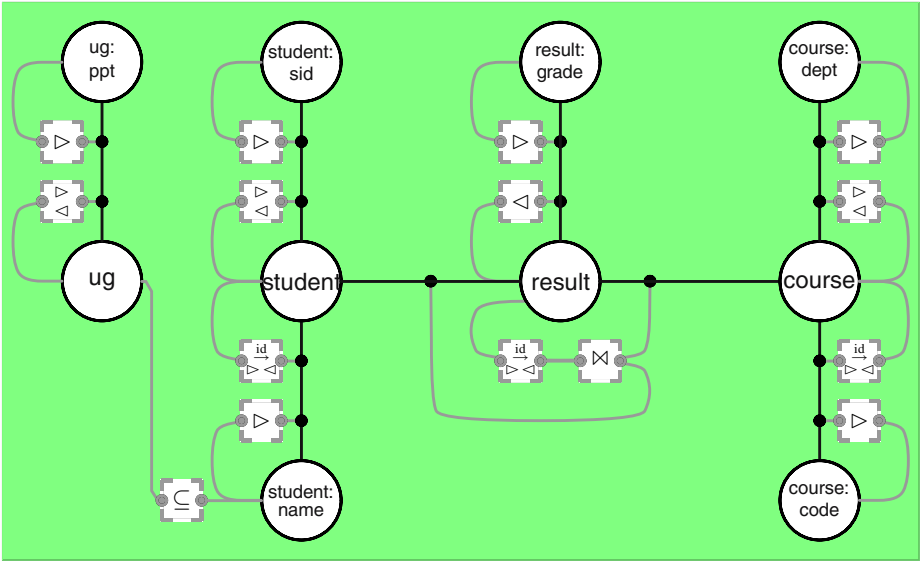 ug:
ppt
student:
sid
result:
grade
course:
dept
▷
▷
▷
▷
▷
◁
▷
◁
◁
▷
◁
ug
student
result
course
id
→
▷ ◁
id
→
▷ ◁
⋈
id
→
▷ ◁
▷
▷
⊆
student:
name
course:
code